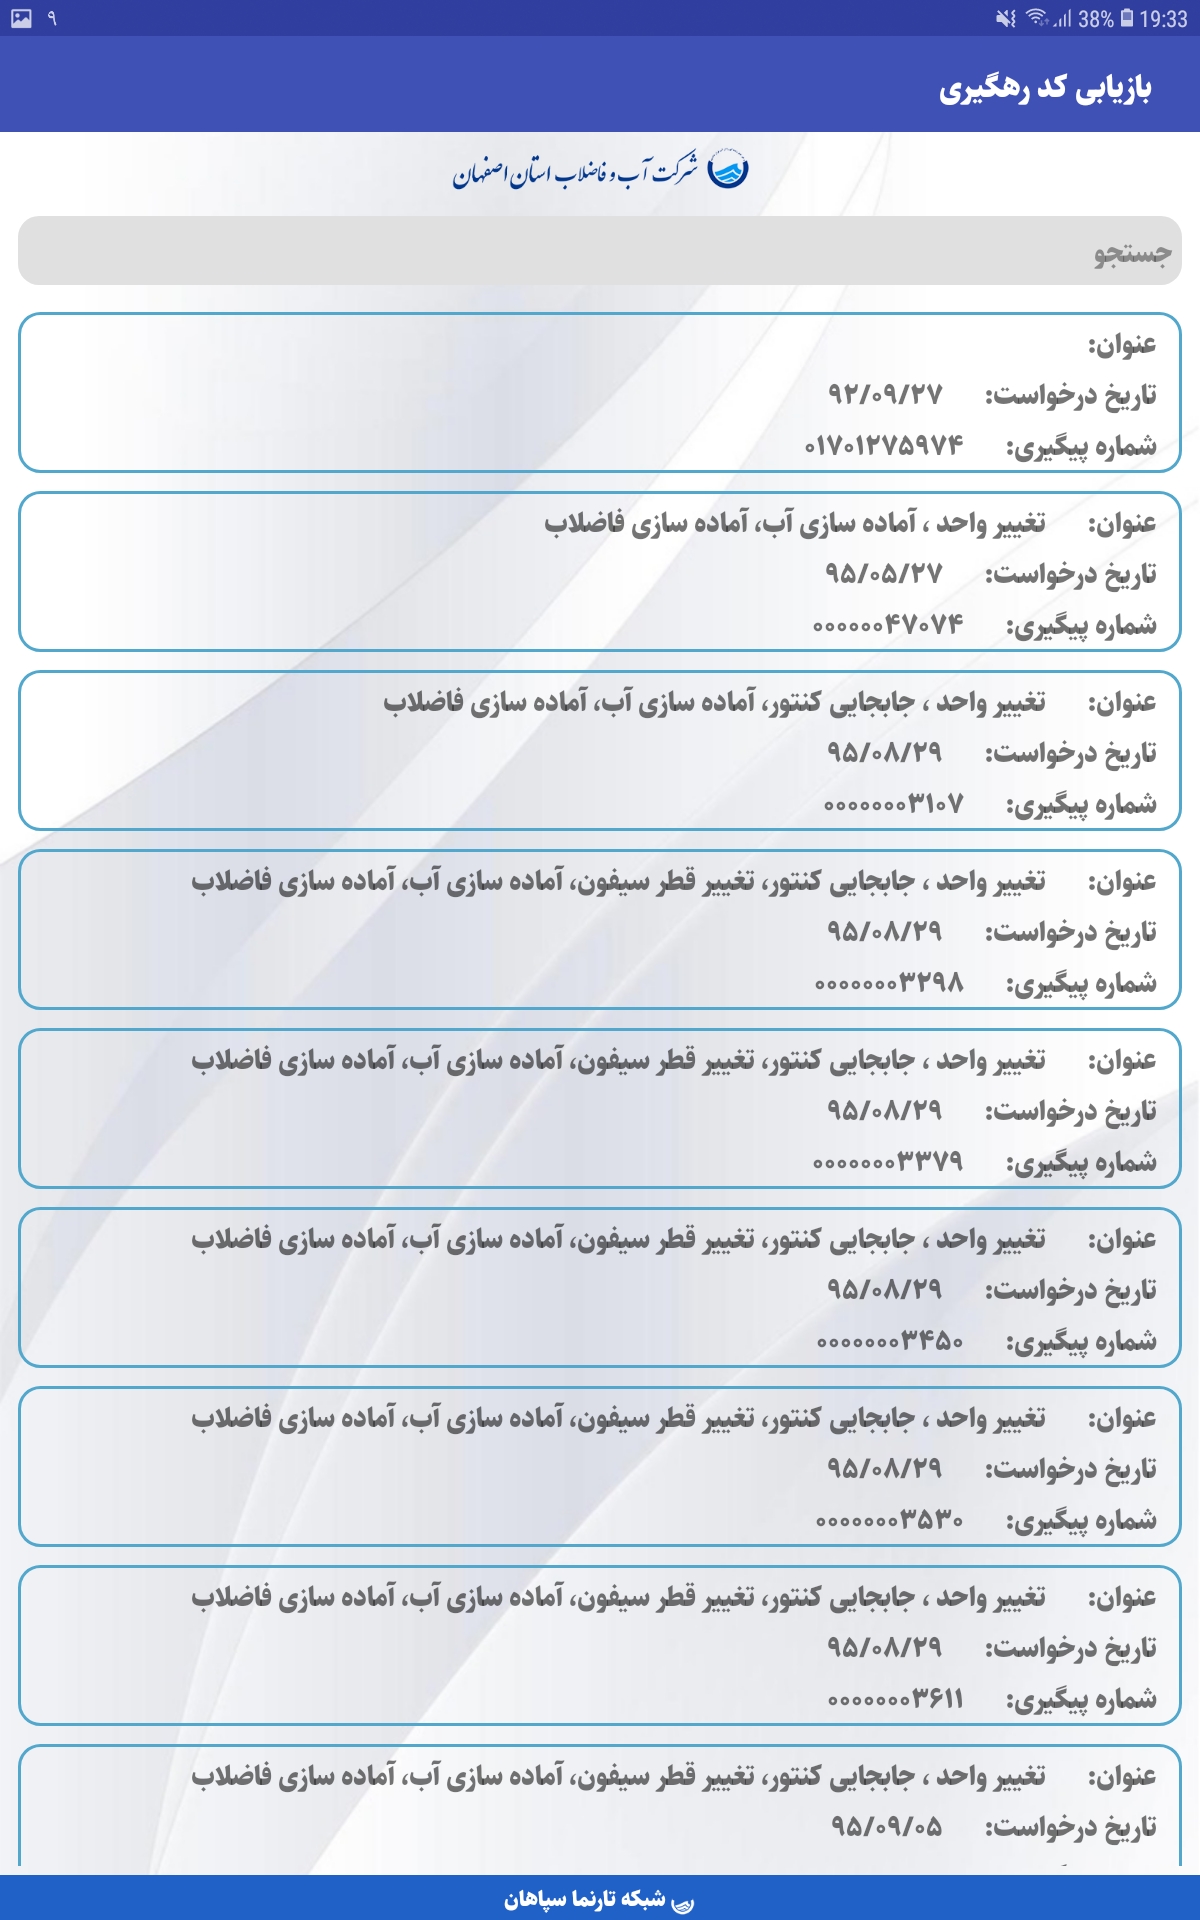 ۹ 38% 19:33
بازیابی کد رهگیری
شرکت آب و فاضلاب استان اصفهان
جستجو
عنوان:
تاریخ درخواست: ۹۲/۰۹/۲۷
شماره پیگیری: ۰۱۷۰۱۲۷۵۹۷۴
عنوان: تغییر واحد ، آماده سازی آب، آماده سازی فاضلاب
تاریخ درخواست: ۹۵/۰۵/۲۷
شماره پیگیری: ۰۰۰۰۰۰۴۷۰۷۴
عنوان: تغییر واحد ، جابجایی کنتور، آماده سازی آب، آماده سازی فاضلاب
تاریخ درخواست: ۹۵/۰۸/۲۹
شماره پیگیری: ۰۰۰۰۰۰۰۳۱۰۷
عنوان: تغییر واحد ، جابجایی کنتور، تغییر قطر سیفون، آماده سازی آب، آماده سازی فاضلاب
تاریخ درخواست: ۹۵/۰۸/۲۹
شماره پیگیری: ۰۰۰۰۰۰۰۳۲۹۸
عنوان: تغییر واحد ، جابجایی کنتور، تغییر قطر سیفون، آماده سازی آب، آماده سازی فاضلاب
تاریخ درخواست: ۹۵/۰۸/۲۹
شماره پیگیری: ۰۰۰۰۰۰۰۳۳۷۹
عنوان: تغییر واحد ، جابجایی کنتور، تغییر قطر سیفون، آماده سازی آب، آماده سازی فاضلاب
تاریخ درخواست: ۹۵/۰۸/۲۹
شماره پیگیری: ۰۰۰۰۰۰۰۳۴۵۰
عنوان: تغییر واحد ، جابجایی کنتور، تغییر قطر سیفون، آماده سازی آب، آماده سازی فاضلاب
تاریخ درخواست: ۹۵/۰۸/۲۹
شماره پیگیری: ۰۰۰۰۰۰۰۳۵۳۰
عنوان: تغییر واحد ، جابجایی کنتور، تغییر قطر سیفون، آماده سازی آب، آماده سازی فاضلاب
تاریخ درخواست: ۹۵/۰۸/۲۹
شماره پیگیری: ۰۰۰۰۰۰۰۳۶۱۱
عنوان: تغییر واحد ، جابجایی کنتور، تغییر قطر سیفون، آماده سازی آب، آماده سازی فاضلاب
تاریخ درخواست: ۹۵/۰۹/۰۵
شبکه تارنما سپاهان